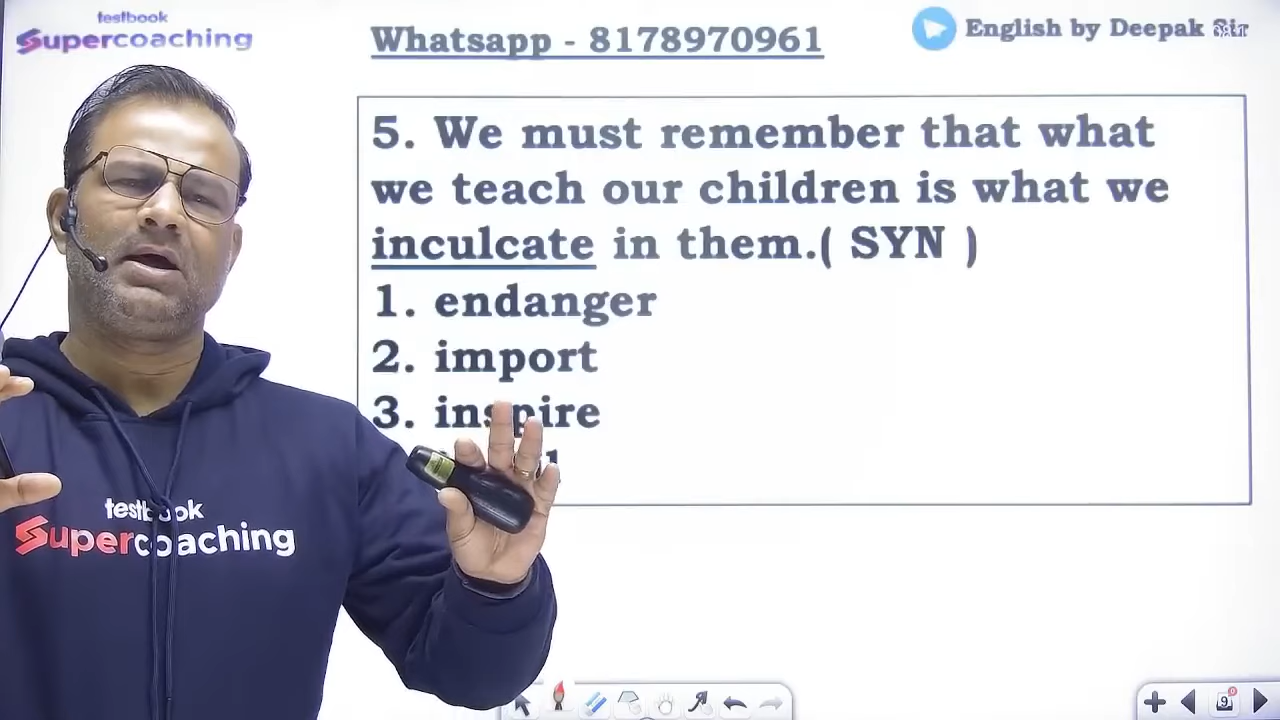 testbook
Supercoaching
Whatsapp - 8178970961
English by Deepak Sir
5. We must remember that what
we teach our children is what we
inculcate in them.( SYN )
1. endanger
2. import
3. inspire
testbook
Supercoaching
9